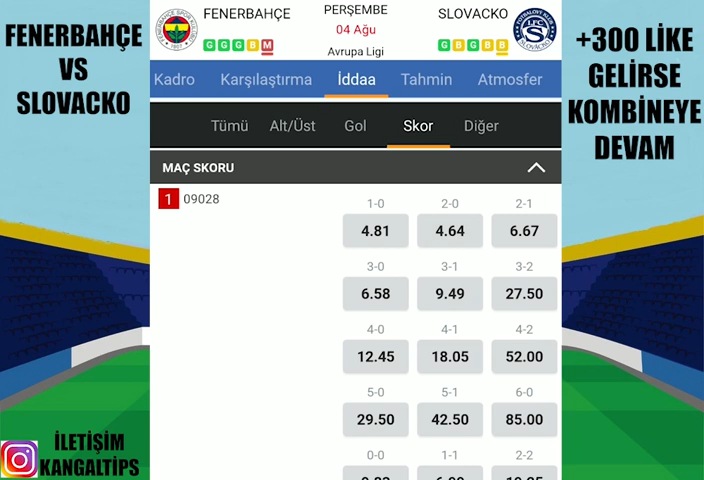 FENERBAHÇE
VS
SLOVACKO
FENERBAHÇE
G G G B M
PERŞEMBE
04 Ağu
Avrupa Ligi
SLOVACKO
G B G B B
+300 LİKE
GELİRSE
KOMBİNEYE
DEVAM
Kadro Karşılaştırma İddaa Tahmin Atmosfer
Tümü Alt/Üst Gol Skor Diğer
MAÇ SKORU
1 09028
1-0 2-0 2-1
4.81 4.64 6.67
3-0 3-1 3-2
6.58 9.49 27.50
4-0 4-1 4-2
12.45 18.05 52.00
5-0 5-1 6-0
29.50 42.50 85.00
0-0 1-1 2-2
İLETİŞİM
KANGALTİPS